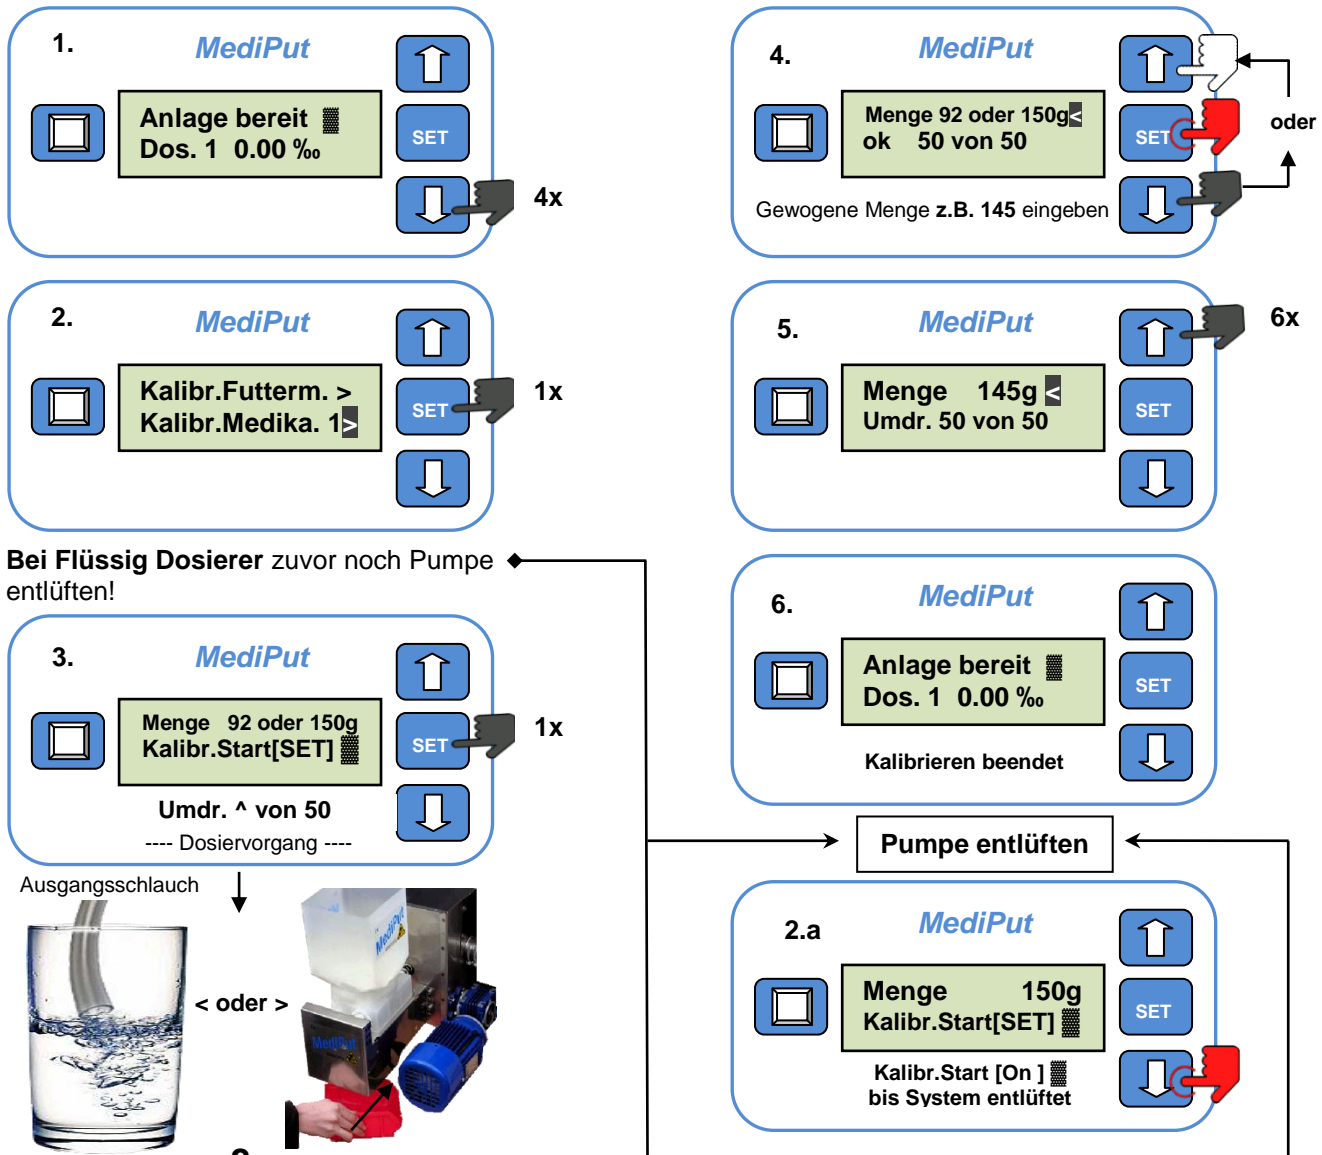 1.
MediPut
Anlage bereit
Dos. 1 0.00 ‰
SET
4x
2.
MediPut
Kalibr.Futterm. >
Kalibr.Medika. 1>
SET
1x
Bei Flüssig Dosierer zuvor noch Pumpe
entlüften!
3.
MediPut
Menge 92 oder 150g
Kalibr.Start[SET]
SET
1x
Umdr. ^ von 50
---- Dosiervorgang ----
Ausgangsschlauch
< oder >
MediPut
MediPut
4.
MediPut
Menge 92 oder 150g<
ok 50 von 50
SET
oder
Gewogene Menge z.B. 145 eingeben
5.
MediPut
6x
Menge 145g <
Umdr. 50 von 50
SET
6.
MediPut
Anlage bereit
Dos. 1 0.00 ‰
SET
Kalibrieren beendet
Pumpe entlüften
2.a
MediPut
Menge 150g
Kalibr.Start[SET]
SET
Kalibr.Start [On ]
bis System entlüftet